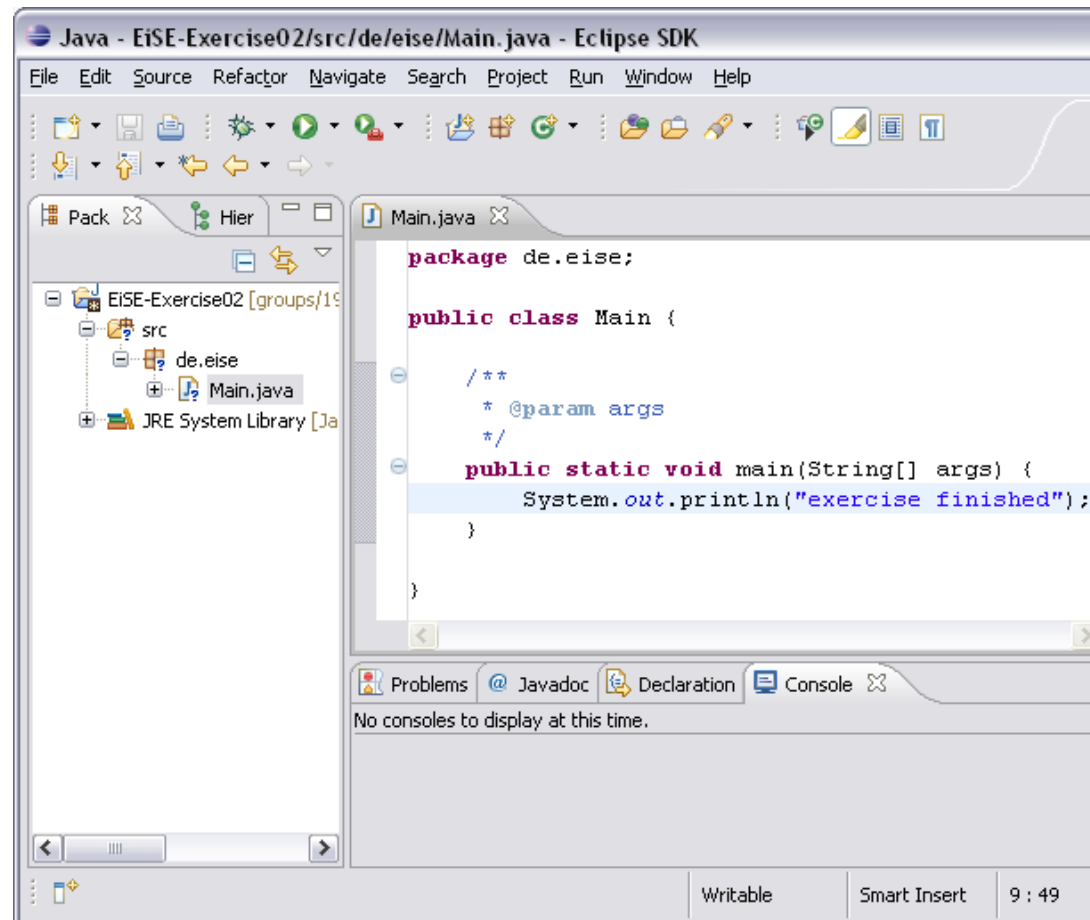 Java - EiSE-Exercise02/src/de/eise/Main.java - Eclipse SDK
File Edit Source Refactor Navigate Search Project Run Window Help
Pack Hier
Main.java
EiSE-Exercise02 [groups/19
src
de.eise
Main.java
JRE System Library [Ja
package de.eise;
public class Main {
/**
* @param args
*/
public static void main(String[] args) {
System.out.println("exercise finished");
}
}
Problems @ Javadoc Declaration Console
No consoles to display at this time.
Writable Smart Insert 9 : 49